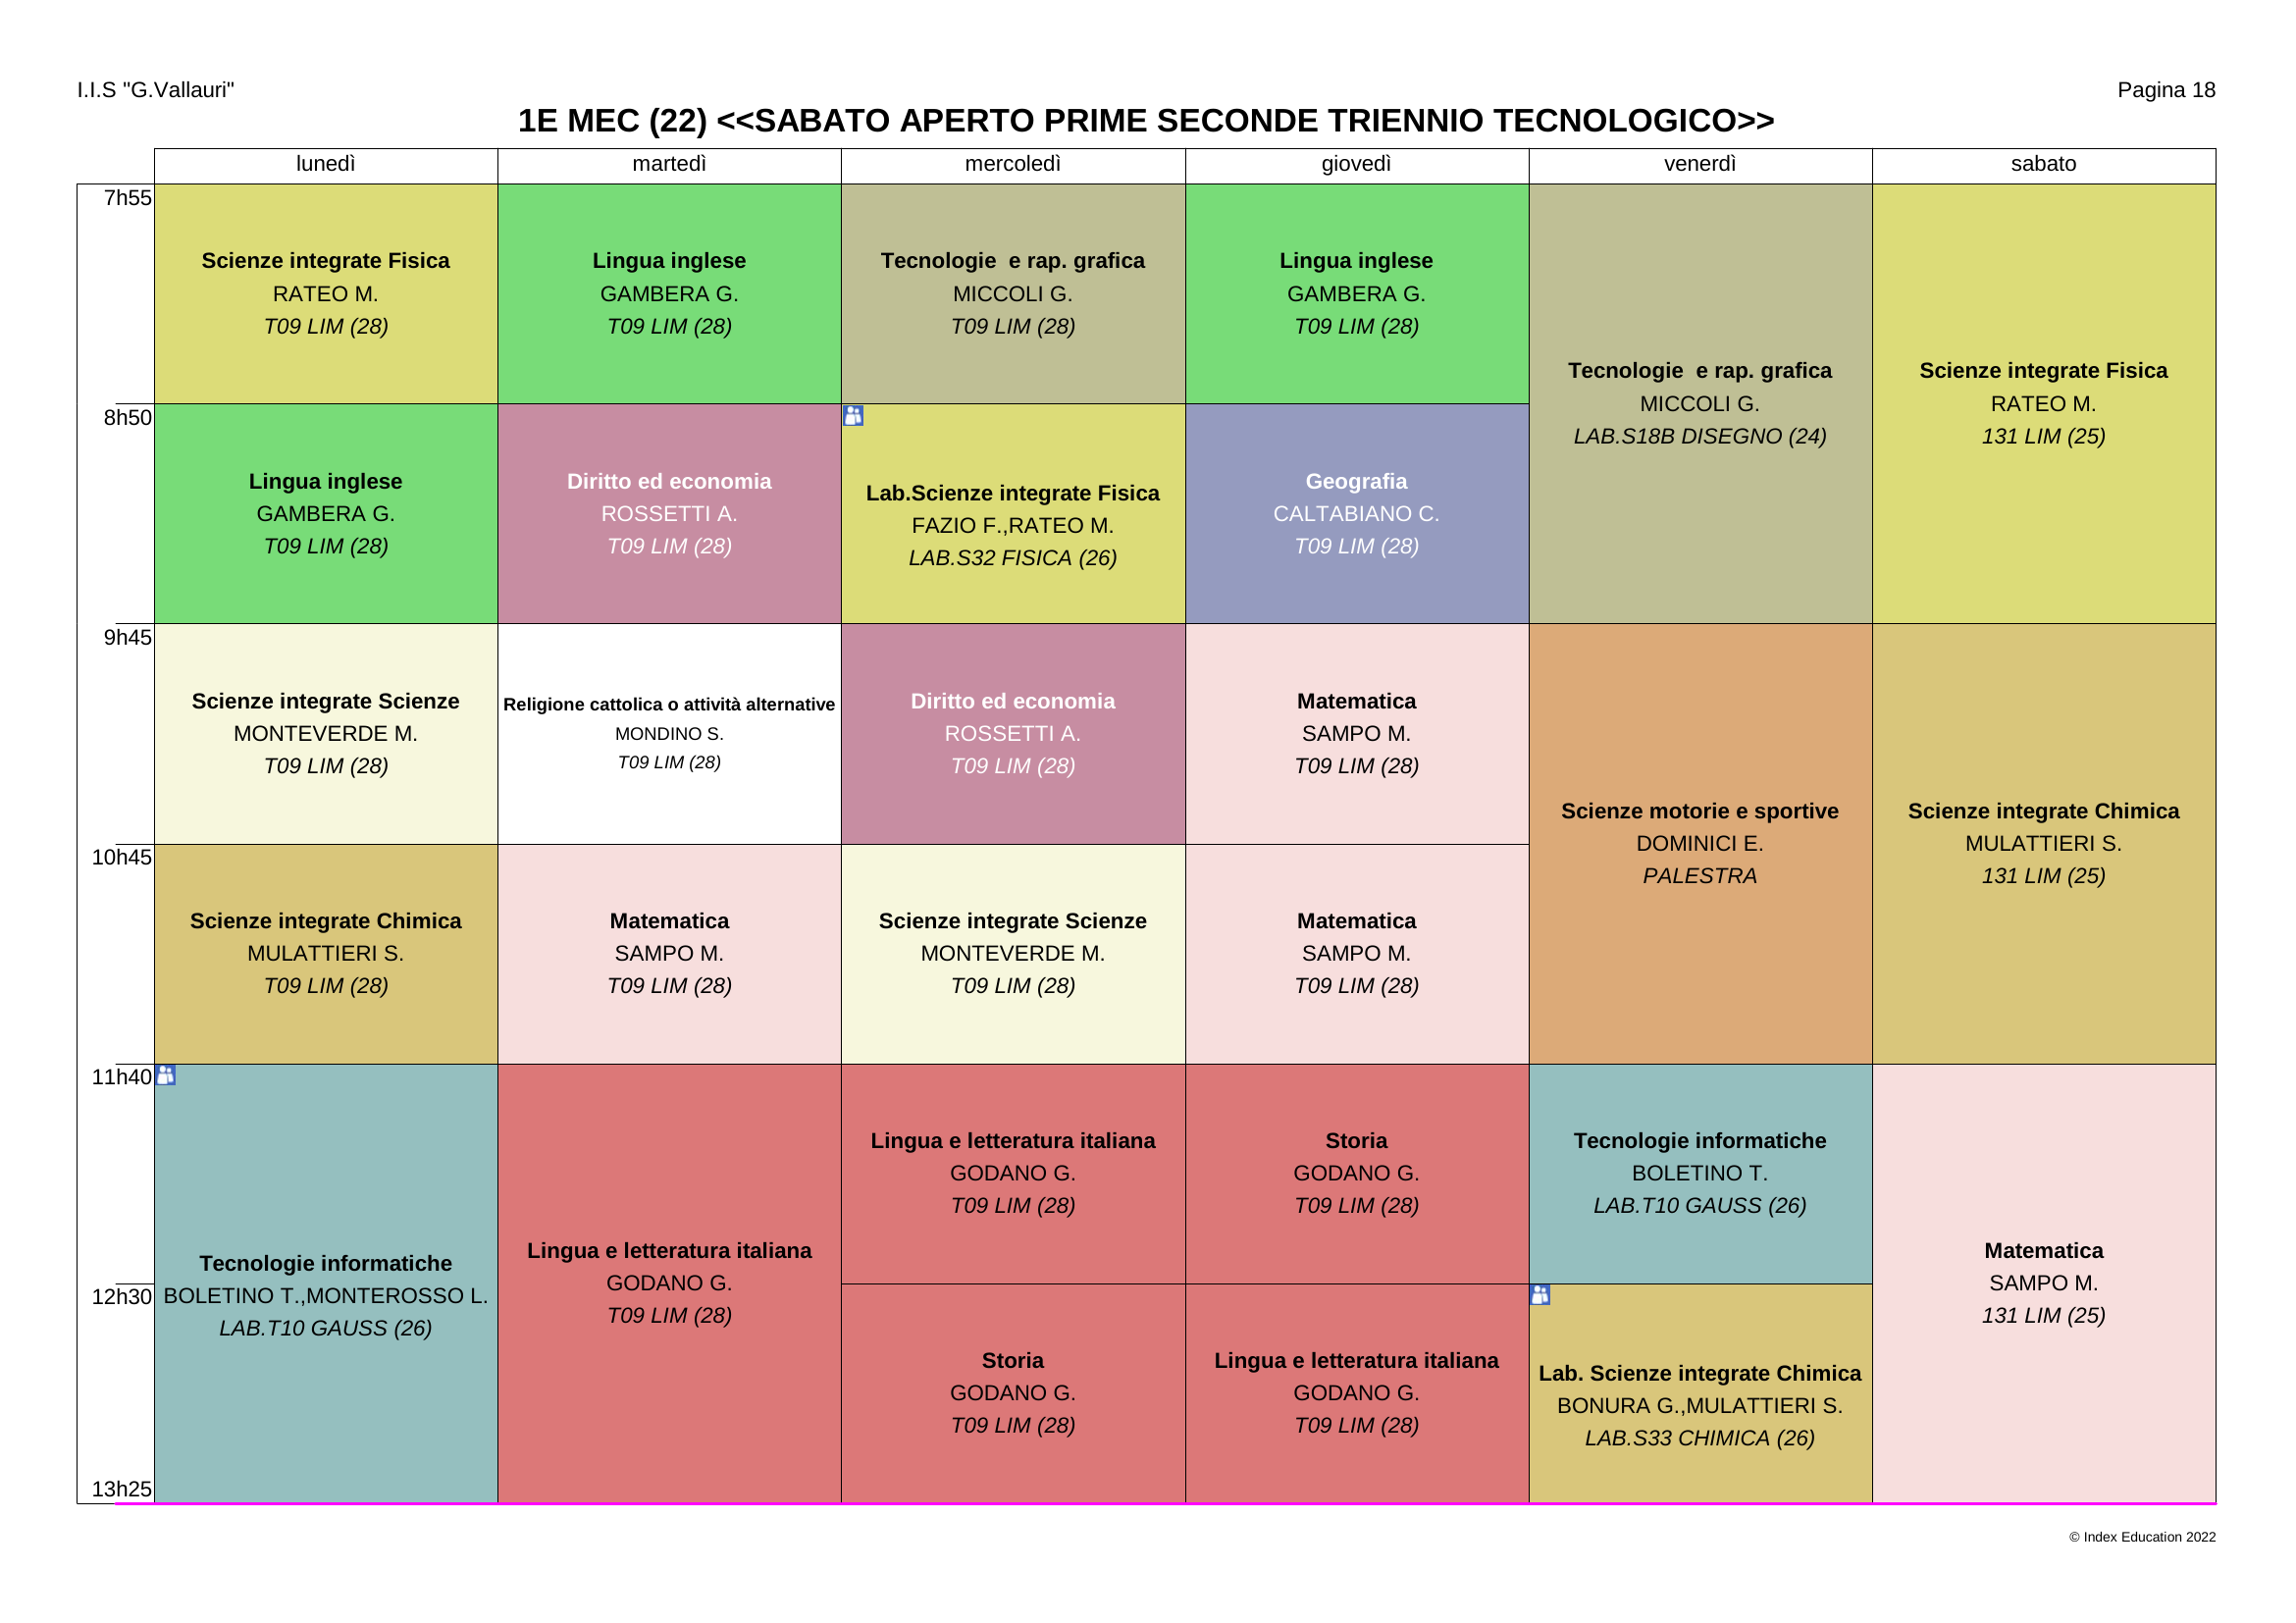 I.I.S "G.Vallauri"
Pagina 18
1E MEC (22) <<SABATO APERTO PRIME SECONDE TRIENNIO TECNOLOGICO>>
lunedì
martedì
mercoledì
giovedì
venerdì
sabato
7h55
Scienze integrate Fisica
RATEO M.
T09 LIM (28)
Lingua inglese
GAMBERA G.
T09 LIM (28)
Tecnologie  e rap. grafica
MICCOLI G.
T09 LIM (28)
Lingua inglese
GAMBERA G.
T09 LIM (28)
Tecnologie  e rap. grafica
MICCOLI G.
LAB.S18B DISEGNO (24)
Scienze integrate Fisica
RATEO M.
131 LIM (25)
8h50
Lingua inglese
GAMBERA G.
T09 LIM (28)
Diritto ed economia
ROSSETTI A.
T09 LIM (28)
Lab.Scienze integrate Fisica
FAZIO F.,RATEO M.
LAB.S32 FISICA (26)
Geografia
CALTABIANO C.
T09 LIM (28)
9h45
Scienze integrate Scienze
MONTEVERDE M.
T09 LIM (28)
Religione cattolica o attività alternative
MONDINO S.
T09 LIM (28)
Diritto ed economia
ROSSETTI A.
T09 LIM (28)
Matematica
SAMPO M.
T09 LIM (28)
Scienze motorie e sportive
DOMINICI E.
PALESTRA
Scienze integrate Chimica
MULATTIERI S.
131 LIM (25)
10h45
Scienze integrate Chimica
MULATTIERI S.
T09 LIM (28)
Matematica
SAMPO M.
T09 LIM (28)
Scienze integrate Scienze
MONTEVERDE M.
T09 LIM (28)
Matematica
SAMPO M.
T09 LIM (28)
11h40
Tecnologie informatiche
BOLETINO T.,MONTEROSSO L.
LAB.T10 GAUSS (26)
Lingua e letteratura italiana
GODANO G.
T09 LIM (28)
Lingua e letteratura italiana
GODANO G.
T09 LIM (28)
Storia
GODANO G.
T09 LIM (28)
Tecnologie informatiche
BOLETINO T.
LAB.T10 GAUSS (26)
Matematica
SAMPO M.
131 LIM (25)
12h30
Storia
GODANO G.
T09 LIM (28)
Lingua e letteratura italiana
GODANO G.
T09 LIM (28)
Lab. Scienze integrate Chimica
BONURA G.,MULATTIERI S.
LAB.S33 CHIMICA (26)
13h25
© Index Education 2022